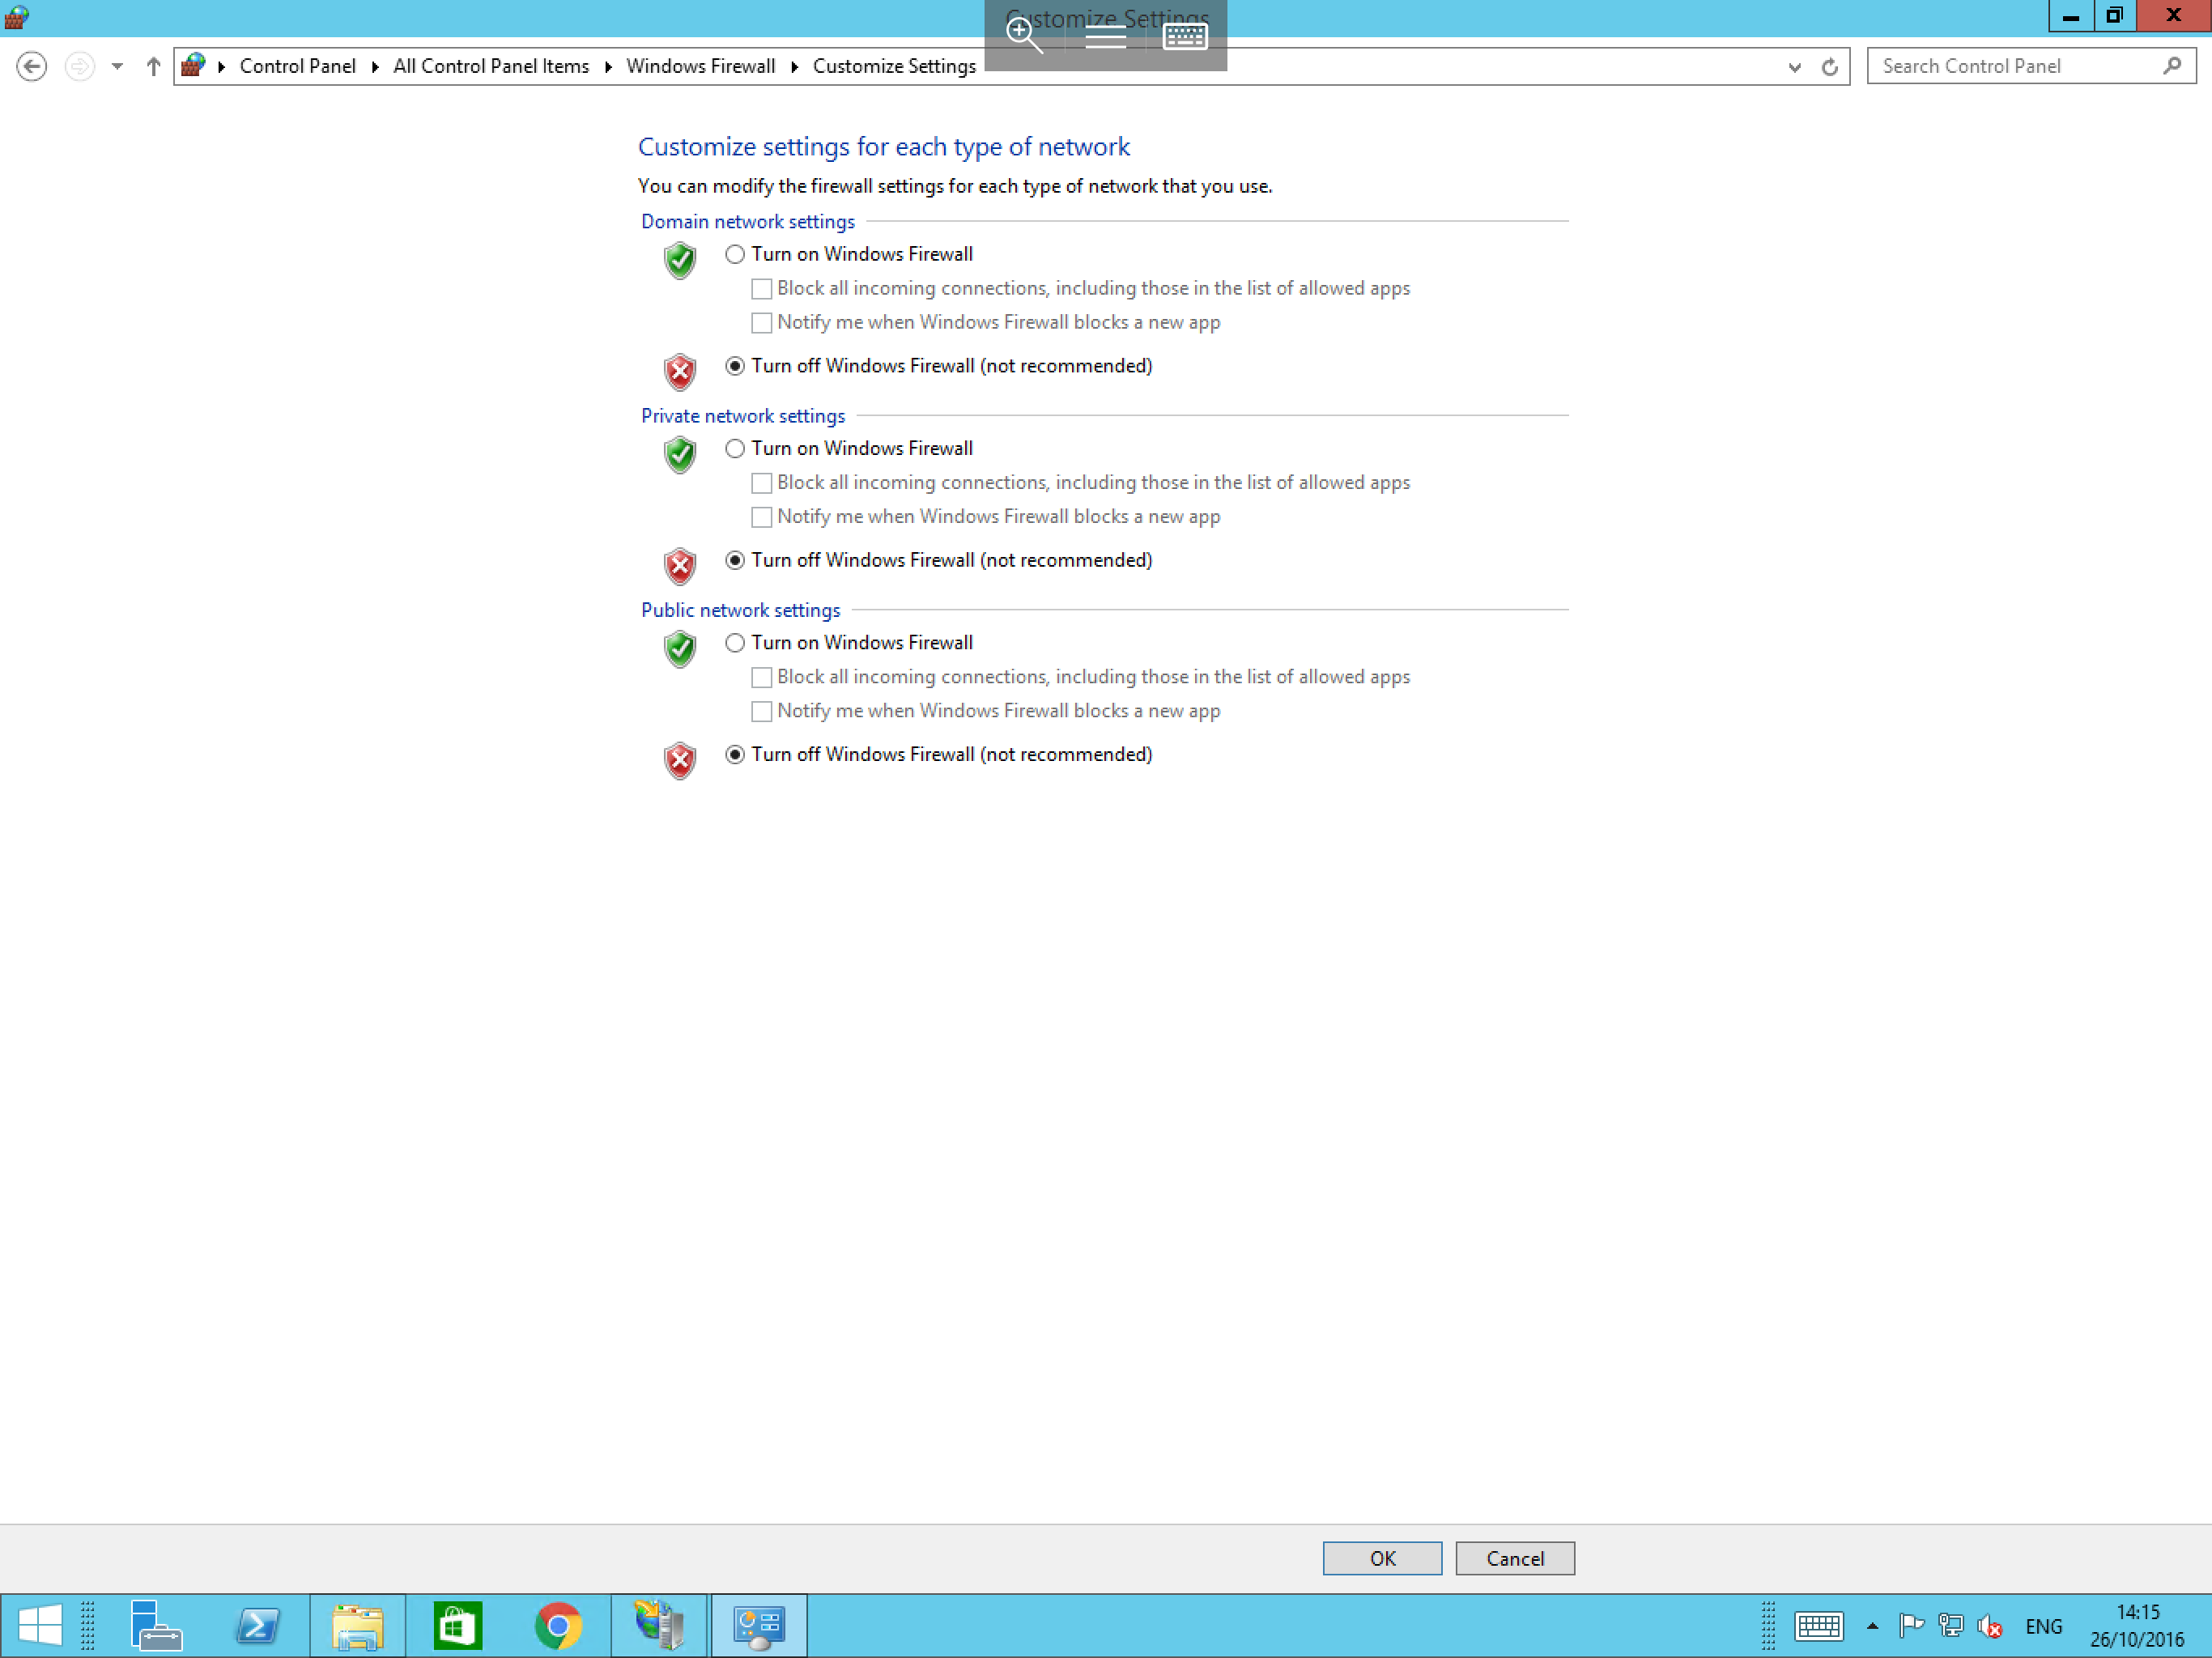 Customize Settings
Control Panel All Control Panel Items Windows Firewall Customize Settings
Search Control Panel
Customize settings for each type of network
You can modify the firewall settings for each type of network that you use.
Domain network settings
Turn on Windows Firewall
Block all incoming connections, including those in the list of allowed apps
Notify me when Windows Firewall blocks a new app
Turn off Windows Firewall (not recommended)
Private network settings
Turn on Windows Firewall
Block all incoming connections, including those in the list of allowed apps
Notify me when Windows Firewall blocks a new app
Turn off Windows Firewall (not recommended)
Public network settings
Turn on Windows Firewall
Block all incoming connections, including those in the list of allowed apps
Notify me when Windows Firewall blocks a new app
Turn off Windows Firewall (not recommended)
OK Cancel
ENG
14:15
26/10/2016